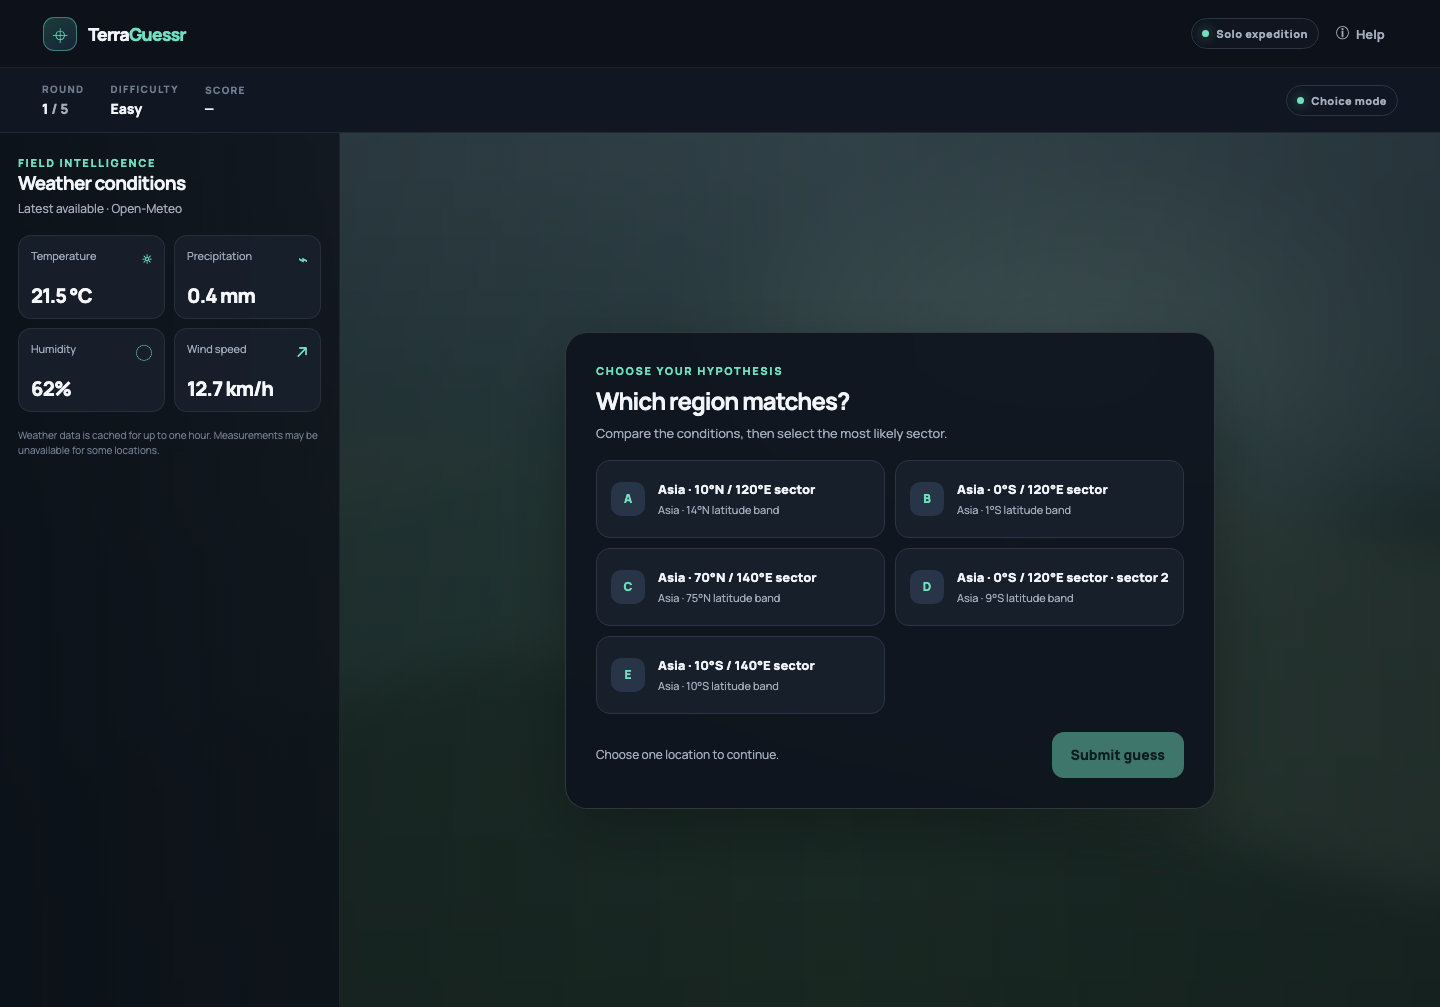 TerraGuessr
Solo expedition
Help
ROUND
1 / 5
DIFFICULTY
Easy
SCORE
–
Choice mode
FIELD INTELLIGENCE
Weather conditions
Latest available · Open-Meteo
Temperature
21.5 °C
Precipitation
0.4 mm
Humidity
62%
Wind speed
12.7 km/h
Weather data is cached for up to one hour. Measurements may be
unavailable for some locations.
CHOOSE YOUR HYPOTHESIS
Which region matches?
Compare the conditions, then select the most likely sector.
A
Asia · 10°N / 120°E sector
Asia · 14°N latitude band
B
Asia · 0°S / 120°E sector
Asia · 1°S latitude band
C
Asia · 70°N / 140°E sector
Asia · 75°N latitude band
D
Asia · 0°S / 120°E sector · sector 2
Asia · 9°S latitude band
E
Asia · 10°S / 140°E sector
Asia · 10°S latitude band
Choose one location to continue.
Submit guess